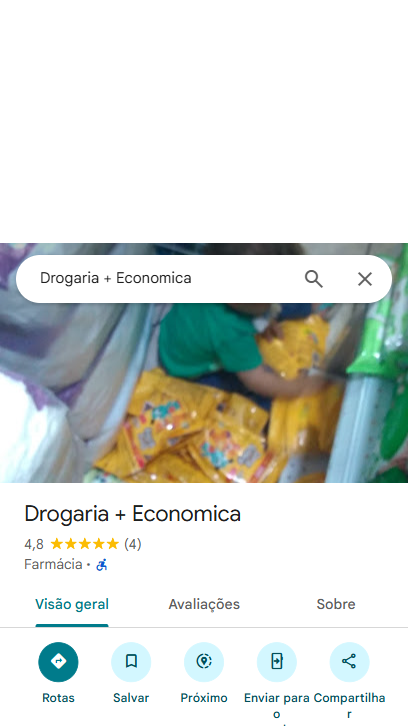 Drogaria + Economica
Drogaria + Economica
4,8 (4)
Farmácia ·
Visão geral
Avaliações
Sobre
Rotas
Salvar
Próximo
Enviar para o
Compartilhar